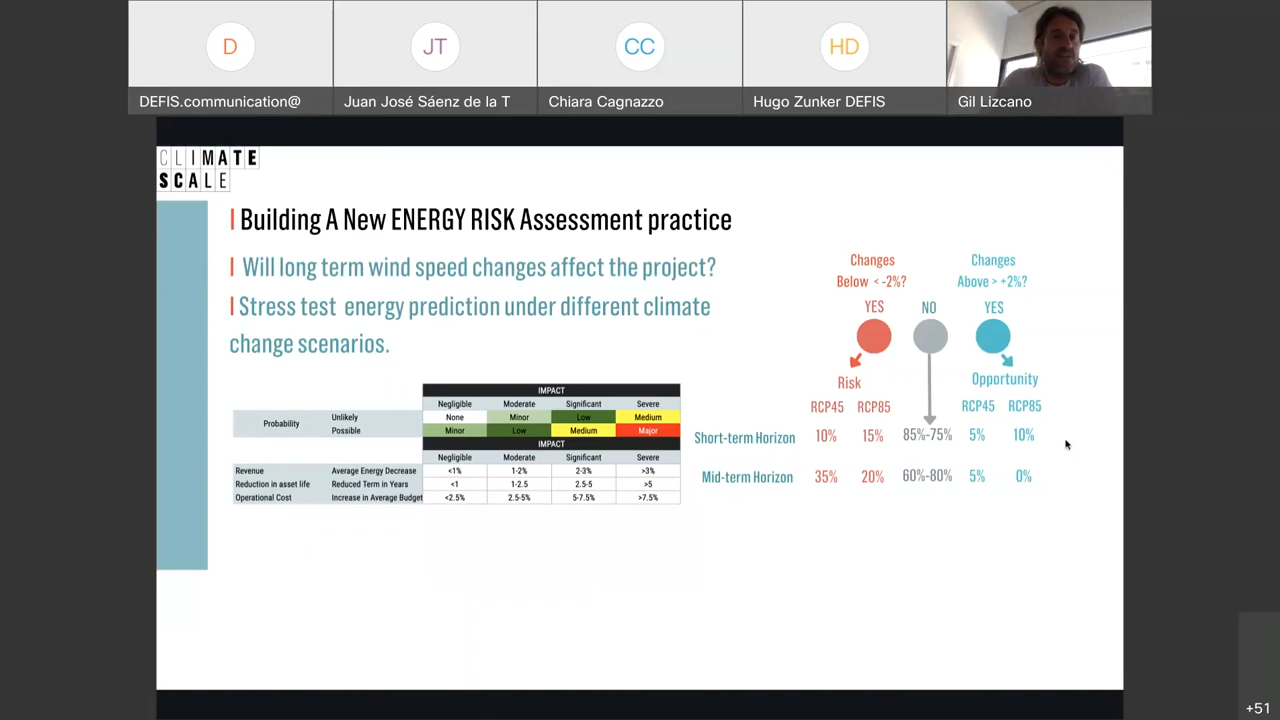 D
JT
CC
HD
DEFIS.communication@
Juan José Sáenz de la T
Chiara Cagnazzo
Hugo Zunker DEFIS
Gil Lizcano
CLIMATE
SCALE
Building A New ENERGY RISK Assessment practice
Will long term wind speed changes affect the project?
Stress test energy prediction under different climate
change scenarios.
IMPACT
Negligible Moderate Significant Severe
Probability
Unlikely None Minor Low Medium
Possible Minor Low Medium Major
IMPACT
Negligible Moderate Significant Severe
Revenue Average Energy Decrease <1% 1-2% 2-3% >3%
Reduction in asset life Reduced Term in Years <1 1-2.5 2.5-5 >5
Operational Cost Increase in Average Budget <2.5% 2.5-5% 5-7.5% >7.5%
Changes
Below < -2%?
Changes
Above > +2%?
YES NO YES
Risk
Opportunity
RCP45 RCP85 RCP45 RCP85
Short-term Horizon 10% 15% 85%-75% 5% 10%
Mid-term Horizon 35% 20% 60%-80% 5% 0%
+51